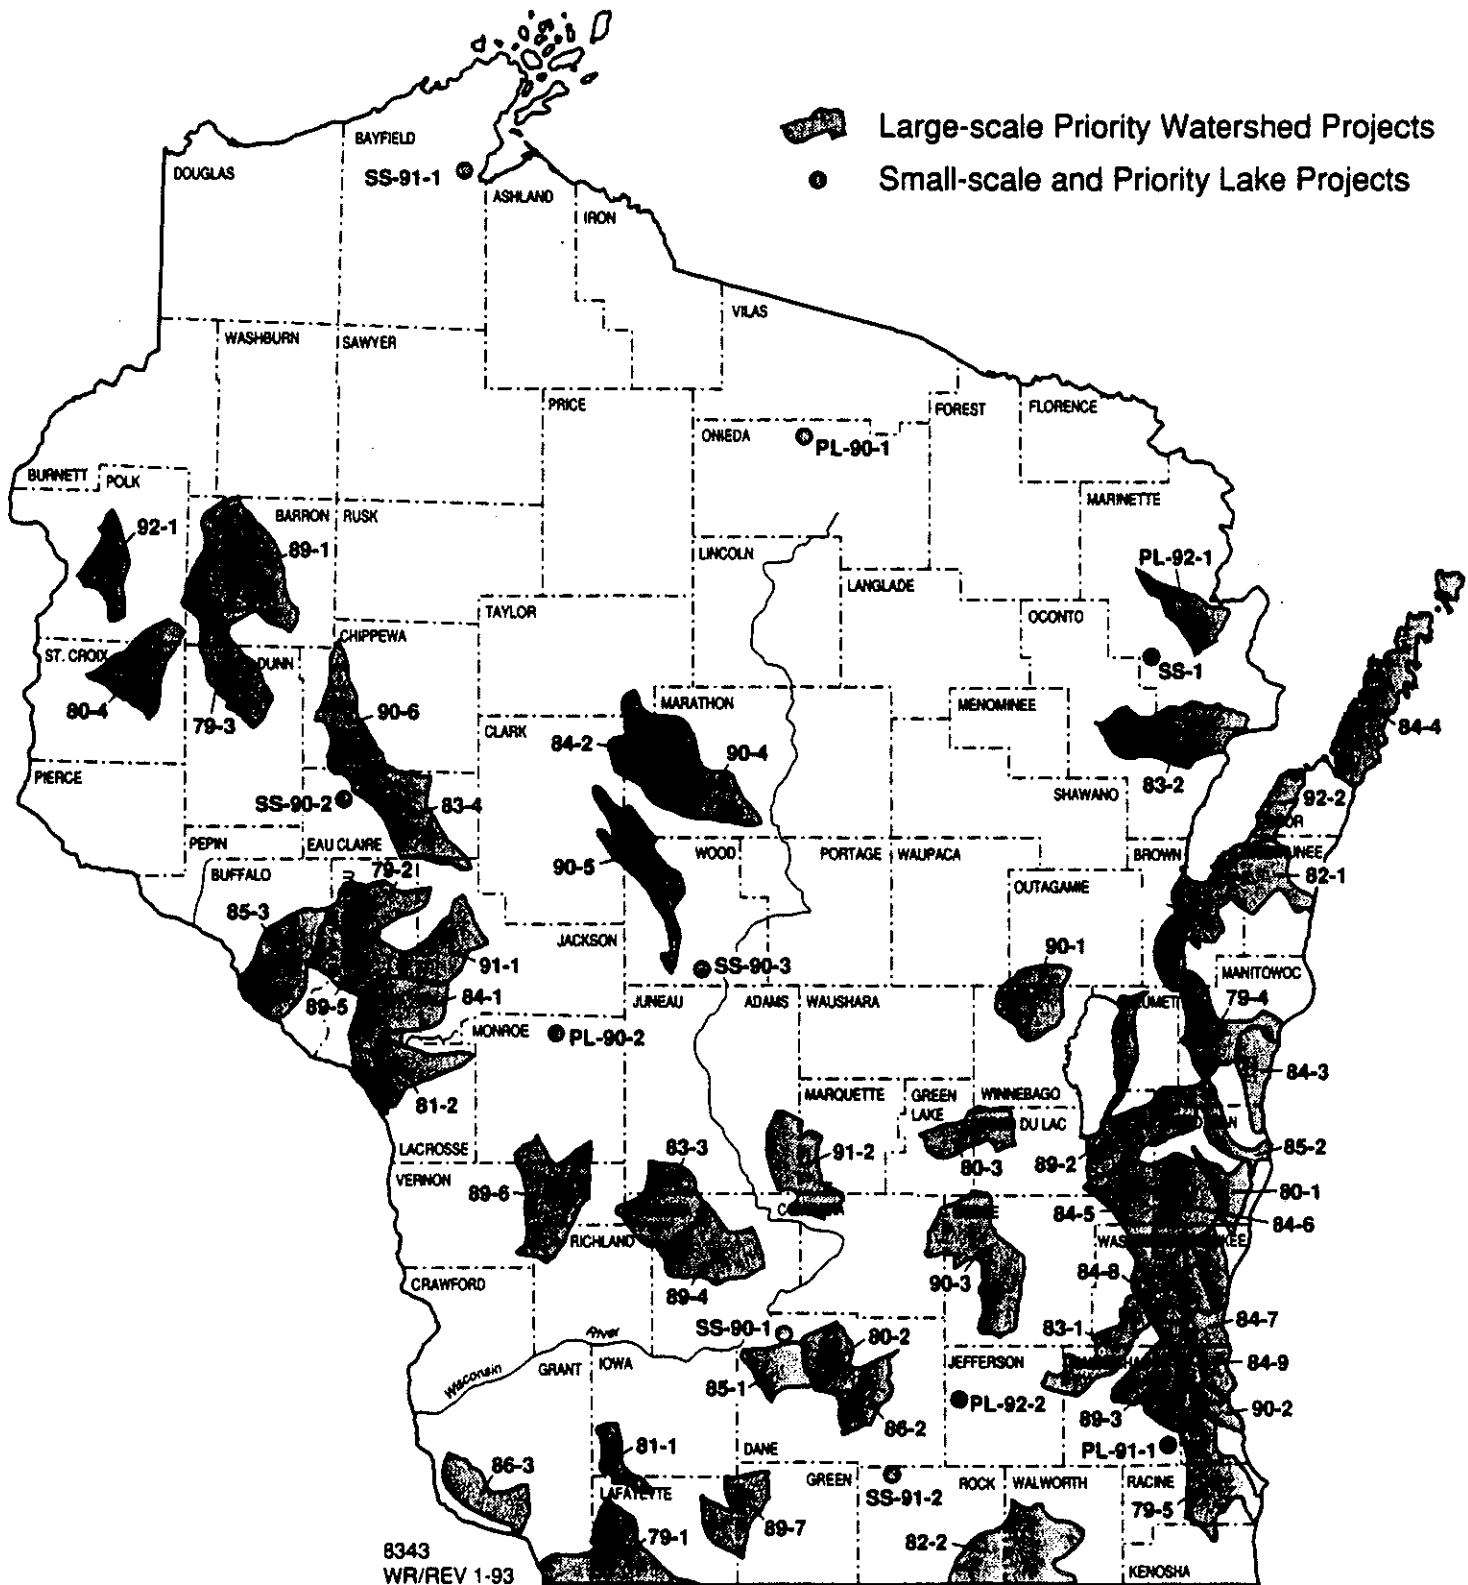 Large-scale Priority Watershed Projects
Small-scale and Priority Lake Projects
BAYFIELD
DOUGLAS
SS-91-1
ASHLAND
IRON
VILAS
WASHBURN
SAWYER
PRICE
FOREST
FLORENCE
ONIEDA
PL-90-1
BURNETT
POLK
MARINETTE
BARRON
RUSK
92-1
89-1
LINCOLN
PL-92-1
LANGLADE
TAYLOR
OCONTO
CHIPPEWA
ST. CROIX
DUNN
SS-1
80-4
79-3
90-6
MARATHON
MENOMINEE
84-4
CLARK
84-2
90-4
PIERCE
83-2
SS-90-2
83-4
SHAWANO
92-2
PEPIN
EAU CLAIRE
WOOD
PORTAGE
WAUPACA
BROWN
BUFFALO
79-2
90-5
82-1
OUTAGAMIE
85-3
JACKSON
90-1
91-1
SS-90-3
MANITOWOC
89-5
84-1
JUNEAU
ADAMS
WAUSHARA
79-4
MONROE
PL-90-2
84-3
81-2
MARQUETTE
GREEN
LAKE
WINNEBAGO
DU LAC
LACROSSE
83-3
91-2
80-3
89-2
85-2
VERNON
89-6
80-1
84-5
84-6
RICHLAND
WAS
KEE
CRAWFORD
89-4
90-3
84-8
River
SS-90-1
80-2
83-1
84-7
Wisconsin
GRANT
IOWA
85-1
JEFFERSON
84-9
PL-92-2
86-2
89-3
90-2
81-1
DANE
PL-91-1
86-3
GREEN
ROCK
WALWORTH
RACINE
LAFAYETTE
SS-91-2
79-5
79-1
89-7
82-2
8343
WR/REV 1-93
KENOSHA